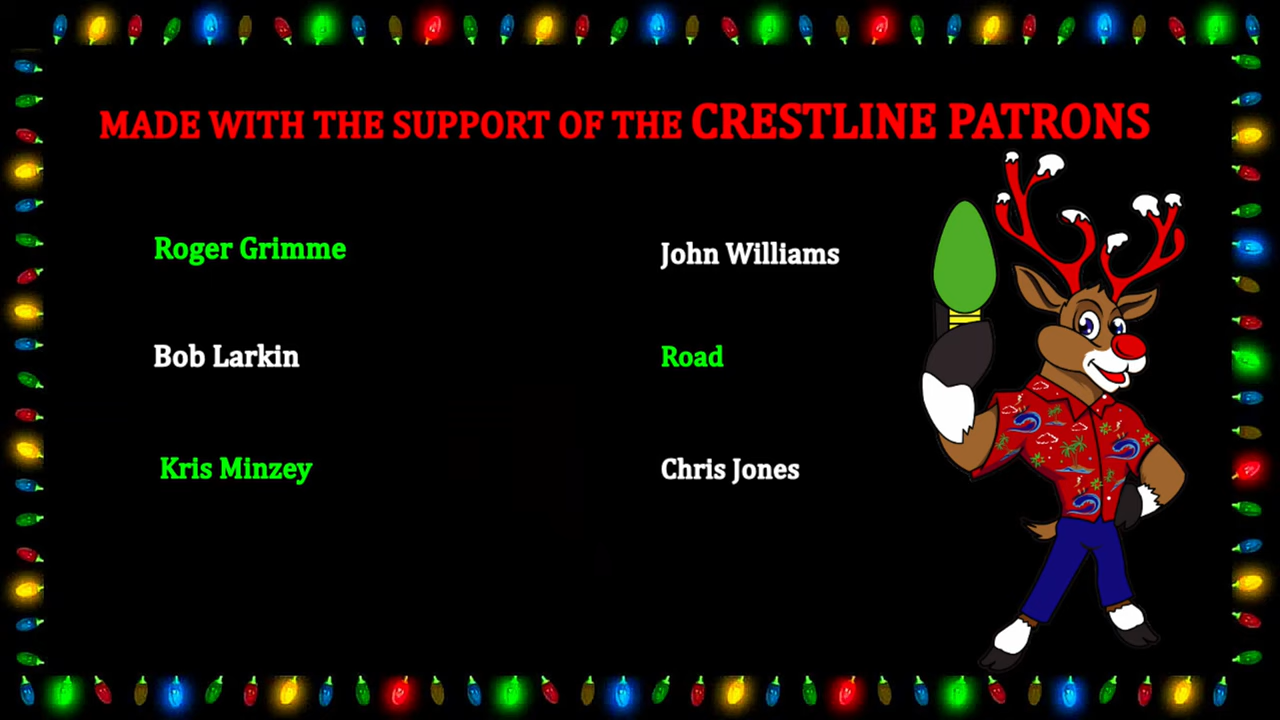 MADE WITH THE SUPPORT OF THE CRESTLINE PATRONS
Roger Grimme
John Williams
Bob Larkin
Road
Kris Minzey
Chris Jones